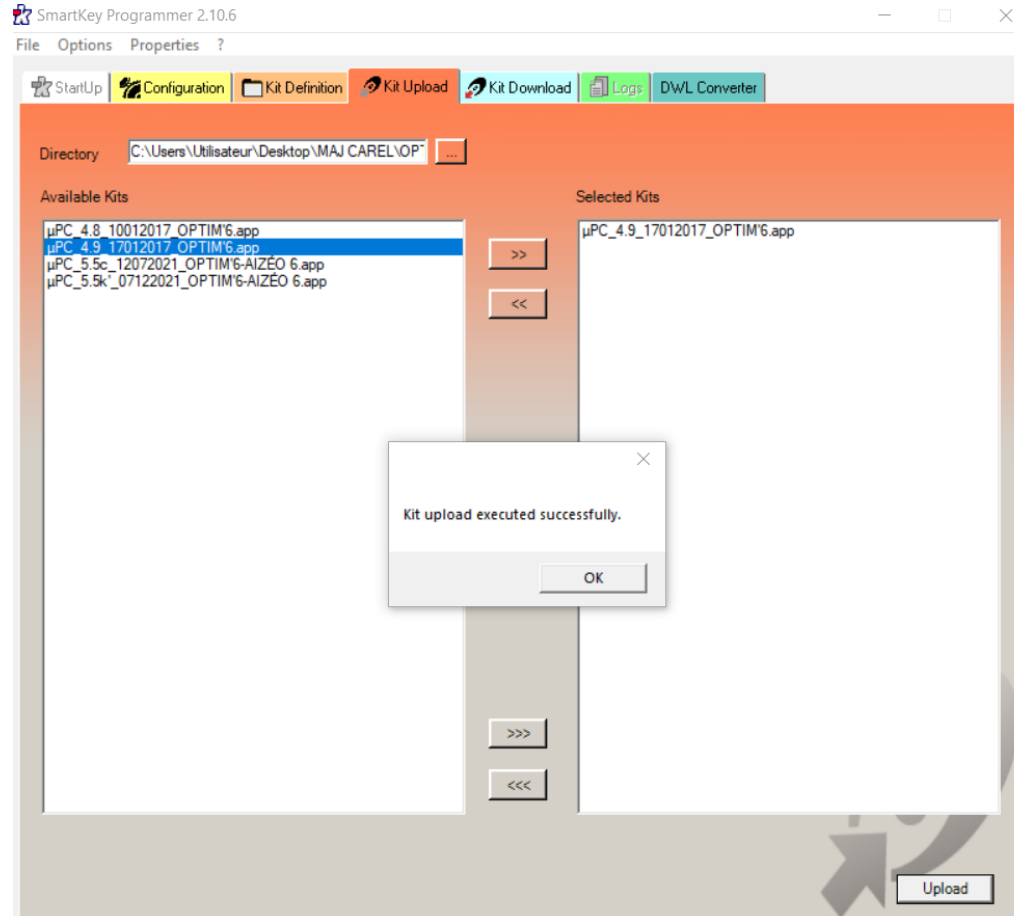 SmartKey Programmer 2.10.6
File Options Properties ?
StartUp Configuration Kit Definition Kit Upload Kit Download Logs DWL Converter
Directory C:\Users\Utilisateur\Desktop\MAJ CAREL\OPT ...
Available Kits Selected Kits
µPC_4.8_10012017_OPTIM'6.app µPC_4.9_17012017_OPTIM'6.app
µPC_4.9_17012017_OPTIM'6.app
µPC_5.5c_12072021_OPTIM'6-AIZÉO 6.app
µPC_5.5k'_07122021_OPTIM'6-AIZÉO 6.app
>>
<<
Kit upload executed successfully.
OK
>>>
<<<
Upload